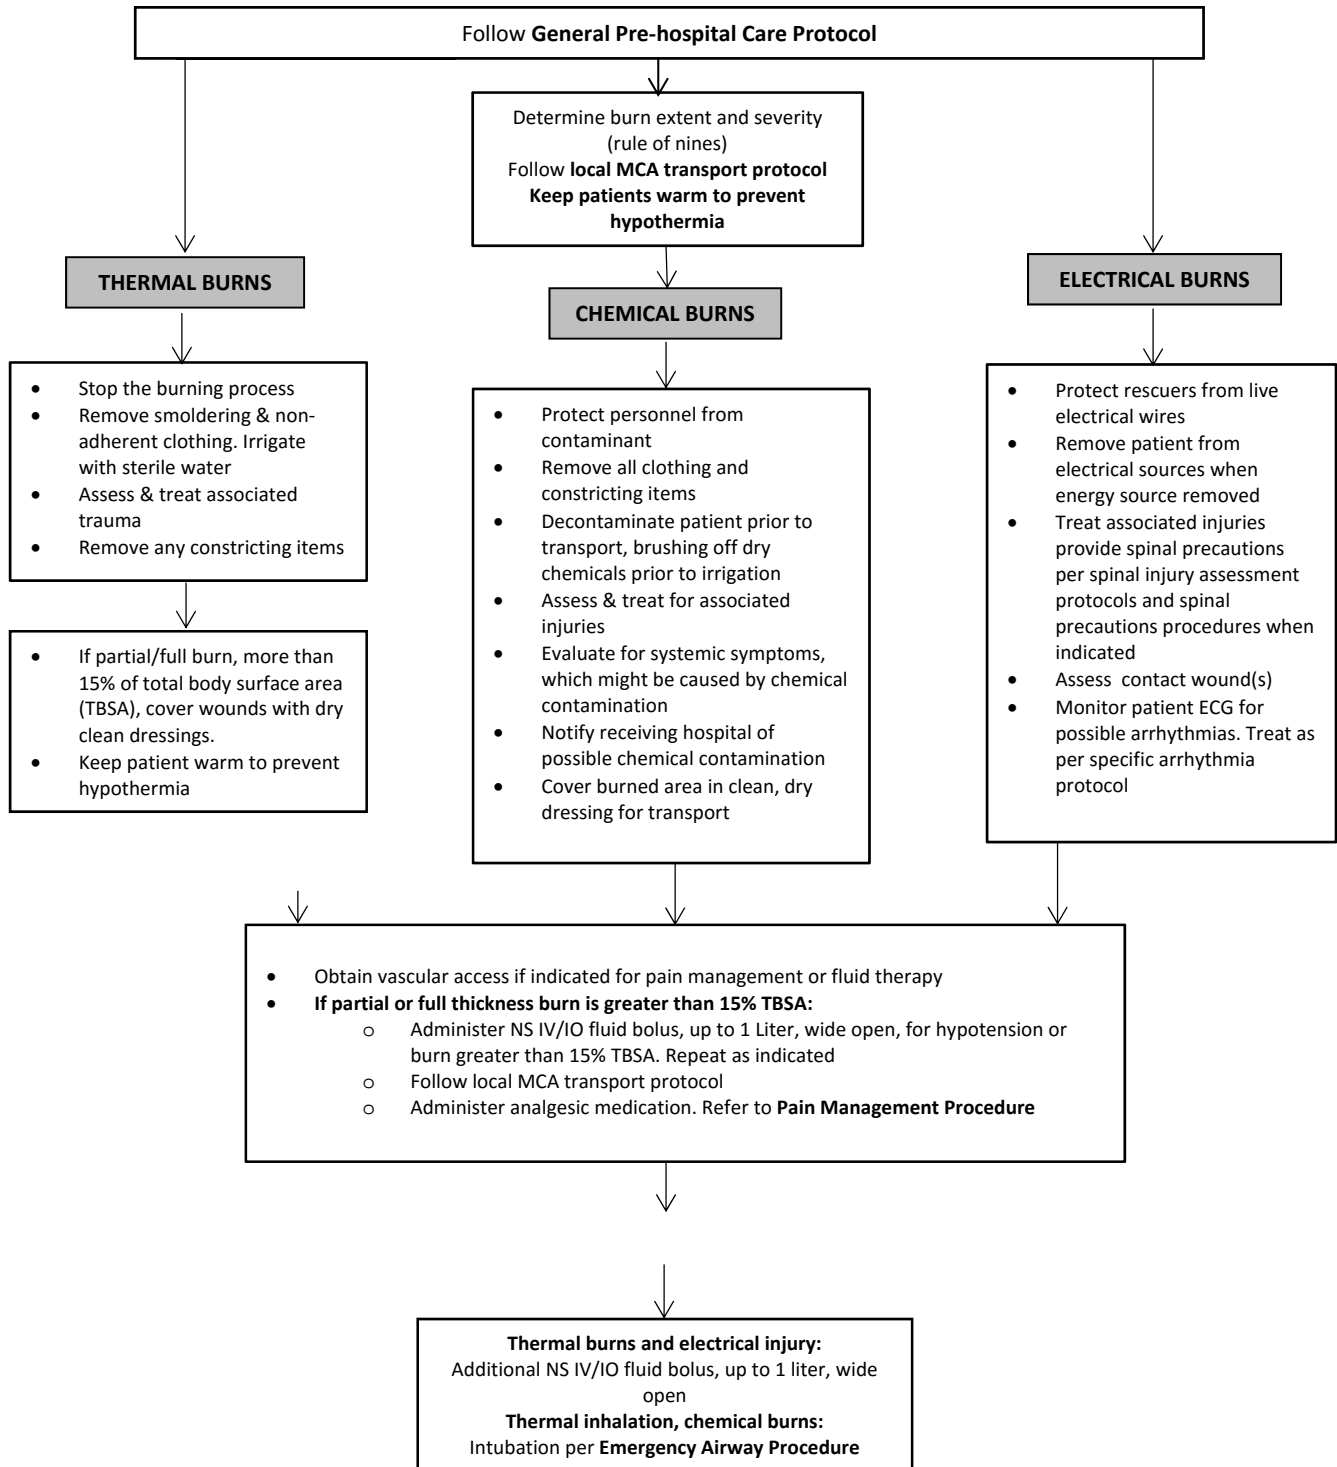 Follow General Pre-hospital Care Protocol
Determine burn extent and severity
(rule of nines)
Follow local MCA transport protocol
Keep patients warm to prevent
hypothermia
THERMAL BURNS
CHEMICAL BURNS
ELECTRICAL BURNS
• Stop the burning process
• Remove smoldering & non-
adherent clothing. Irrigate
with sterile water
• Assess & treat associated
trauma
• Remove any constricting items
• If partial/full burn, more than
15% of total body surface area
(TBSA), cover wounds with dry
clean dressings.
• Keep patient warm to prevent
hypothermia
• Protect personnel from
contaminant
• Remove all clothing and
constricting items
• Decontaminate patient prior to
transport, brushing off dry
chemicals prior to irrigation
• Assess & treat for associated
injuries
• Evaluate for systemic symptoms,
which might be caused by chemical
contamination
• Notify receiving hospital of
possible chemical contamination
• Cover burned area in clean, dry
dressing for transport
• Protect rescuers from live
electrical wires
• Remove patient from
electrical sources when
energy source removed
• Treat associated injuries
provide spinal precautions
per spinal injury assessment
protocols and spinal
precautions procedures when
indicated
• Assess contact wound(s)
• Monitor patient ECG for
possible arrhythmias. Treat as
per specific arrhythmia
protocol
• Obtain vascular access if indicated for pain management or fluid therapy
• If partial or full thickness burn is greater than 15% TBSA:
o Administer NS IV/IO fluid bolus, up to 1 Liter, wide open, for hypotension or
burn greater than 15% TBSA. Repeat as indicated
o Follow local MCA transport protocol
o Administer analgesic medication. Refer to Pain Management Procedure
Thermal burns and electrical injury:
Additional NS IV/IO fluid bolus, up to 1 liter, wide
open
Thermal inhalation, chemical burns:
Intubation per Emergency Airway Procedure